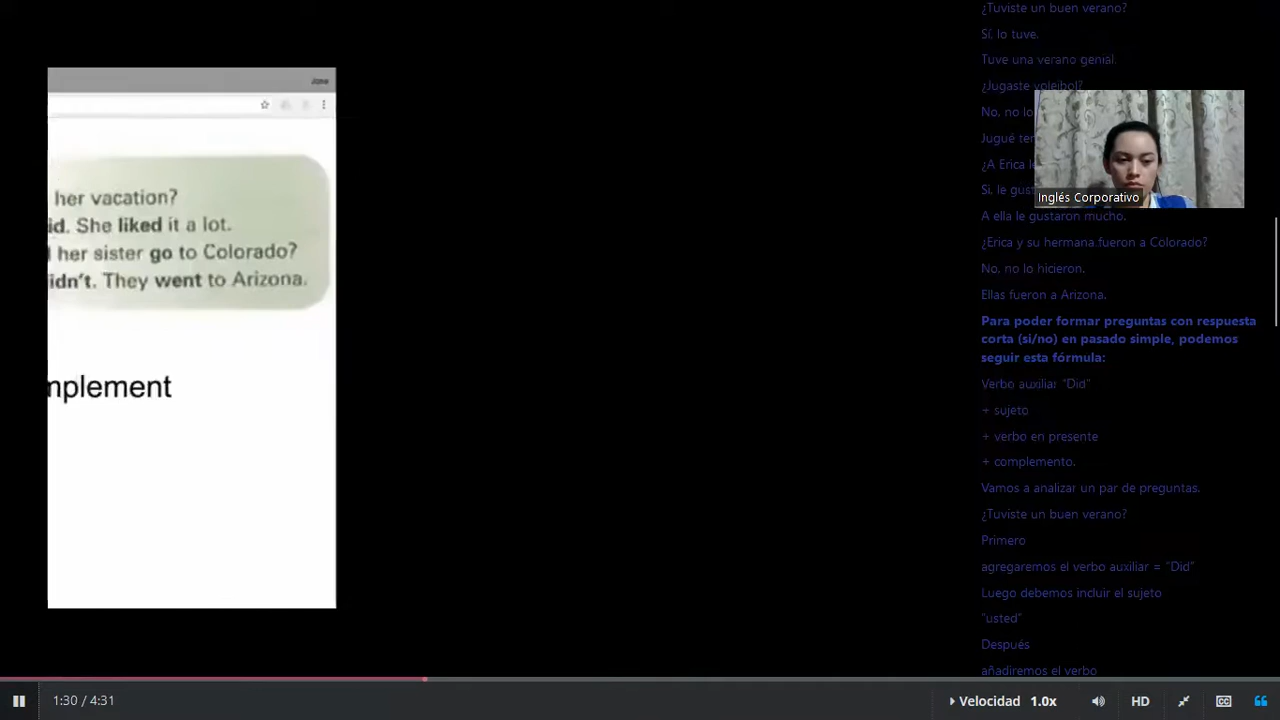 Jane
her vacation?
id. She liked it a lot.
her sister go to Colorado?
idn't. They went to Arizona.
mplement
¿Tuviste un buen verano?
Sí, lo tuve.
Tuve una verano genial.
¿Jugaste voleibol?
No, no lo
Jugué ten
¿A Erica le
Si, le gust
A ella le gustaron mucho.
¿Erica y su hermana fueron a Colorado?
No, no lo hicieron.
Ellas fueron a Arizona.
Para poder formar preguntas con respuesta
corta (si/no) en pasado simple, podemos
seguir esta fórmula:
Verbo auxiliar "Did"
+ sujeto
+ verbo en presente
+ complemento.
Vamos a analizar un par de preguntas.
¿Tuviste un buen verano?
Primero
agregaremos el verbo auxiliar = "Did"
Luego debemos incluir el sujeto
"usted"
Después
añadiremos el verbo
Inglés Corporativo
1:30 / 4:31
Velocidad 1.0x
HD
CC